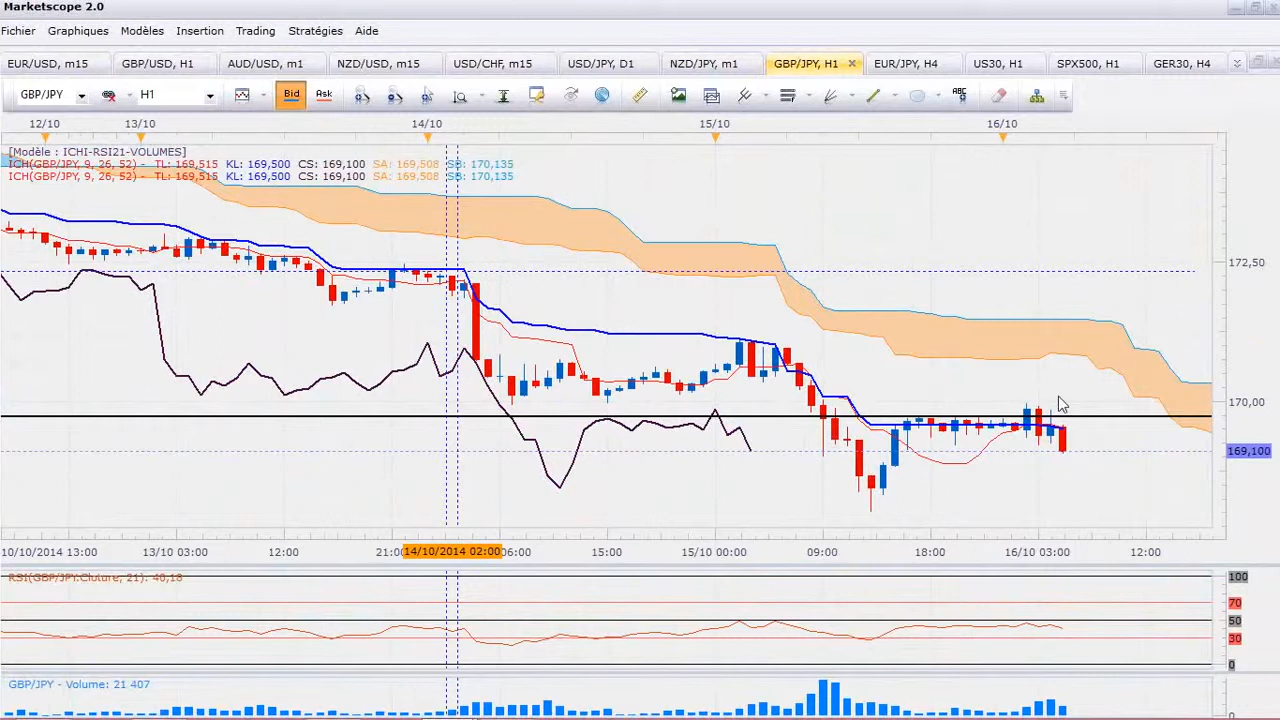 Marketscope 2.0
Fichier Graphiques Modèles Insertion Trading Stratégies Aide
EUR/USD, m15 GBP/USD, H1 AUD/USD, m1 NZD/USD, m15 USD/CHF, m15 USD/JPY, D1 NZD/JPY, m1 GBP/JPY, H1 EUR/JPY, H4 US30, H1 SPX500, H1 GER30, H4
GBP/JPY H1 Bid Ask ABC
12/10 13/10 14/10 15/10 16/10
[Modèle : ICHI-RSI21-VOLUMES]
ICH(GBP/JPY, 9, 26, 52) - TL: 169,515 KL: 169,500 CS: 169,100 SA: 169,508 SB: 170,135
ICH(GBP/JPY, 9, 26, 52) - TL: 169,515 KL: 169,500 CS: 169,100 SA: 169,508 SB: 170,135
172,50
170,00
169,100
10/10/2014 13:00 13/10 03:00 12:00 21:0 14/10/2014 02:00 06:00 15:00 15/10 00:00 09:00 18:00 16/10 03:00 12:00
RSI(GBP/JPY.Cluture, 21): 40,18
100
70
50
30
0
GBP/JPY - Volume: 21 407
0